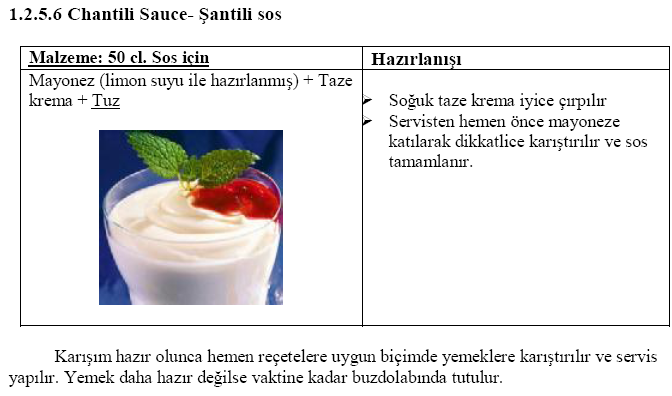 1.2.5.6 Chantili Sauce- Şantili sos
Malzeme: 50 cl. Sos için
Mayonez (limon suyu ile hazırlanmış) + Taze
krema + Tuz
Hazırlanışı
➢ Soğuk taze krema iyice çırpılır
➢ Servisten hemen önce mayoneze
katılarak dikkatlice karıştırılır ve sos
tamamlanır.
Karışım hazır olunca hemen reçetelere uygun biçimde yemeklere karıştırılır ve servis
yapılır. Yemek daha hazır değilse vaktine kadar buzdolabında tutulur.